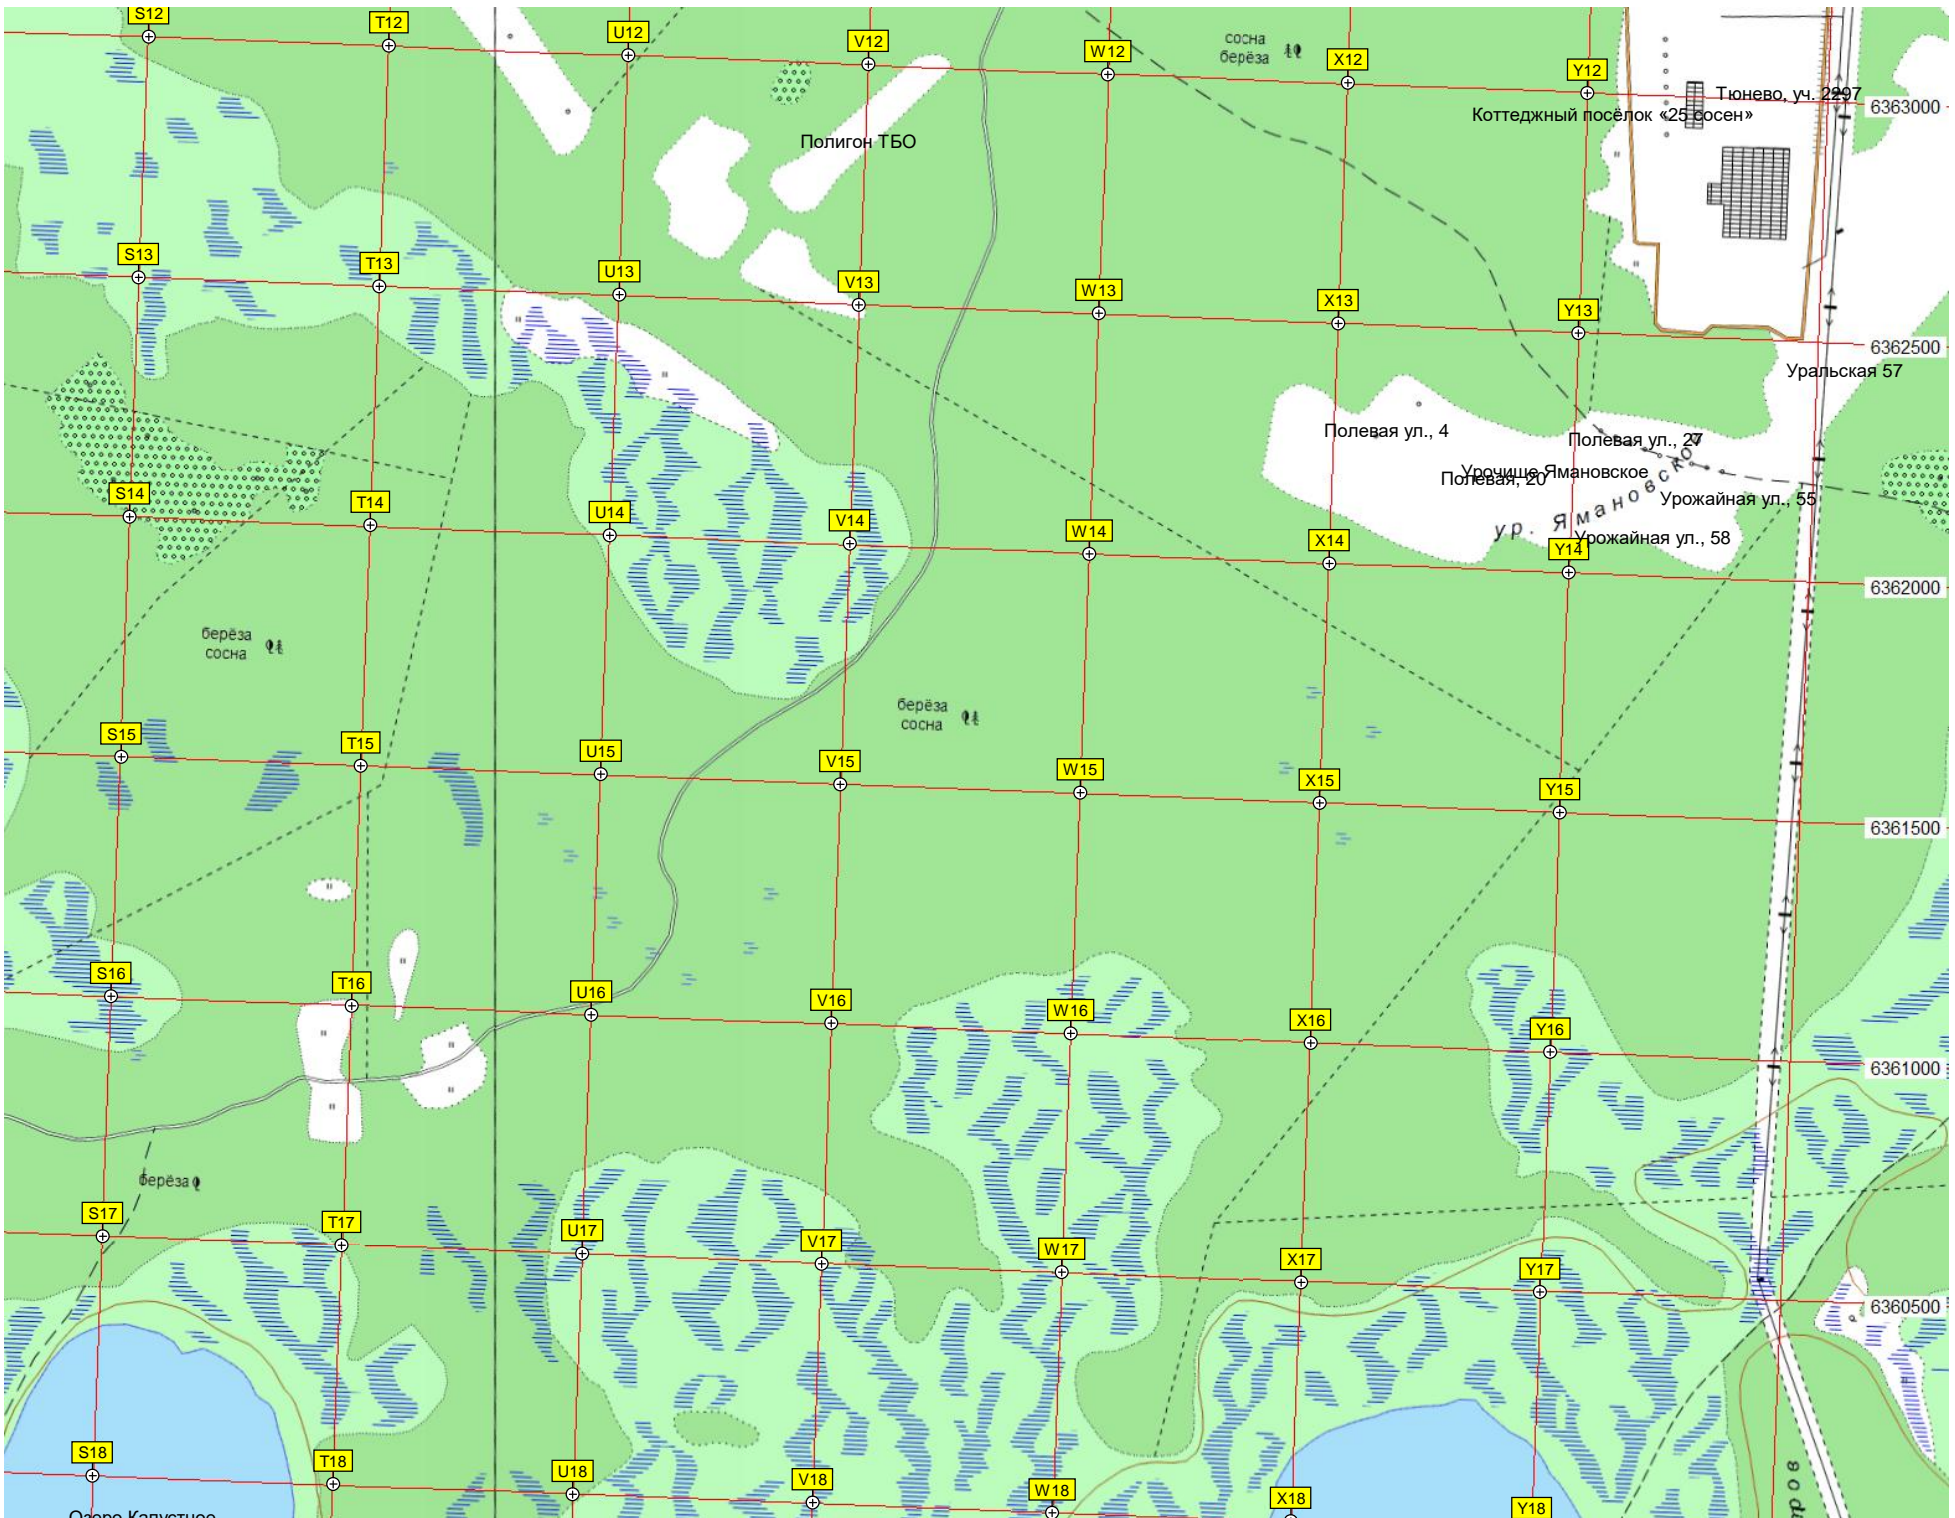 S12
T12
U12
V12
W12
X12
Y12
сосна
берёза
Тюнево, уч. 2297
6363000
Коттеджный посёлок «25 сосен»
Полигон ТБО
S13
T13
U13
V13
W13
X13
Y13
6362500
Уральская 57
Полевая ул., 4
Полевая ул., 27
Урочище Ямановское
Полевая, 20
Урожайная ул., 55
ур. Ямановское
Урожайная ул., 58
S14
T14
U14
V14
W14
X14
Y14
6362000
берёза
сосна
берёза
сосна
S15
T15
U15
V15
W15
X15
Y15
6361500
S16
T16
U16
V16
W16
X16
Y16
6361000
берёза
S17
T17
U17
V17
W17
X17
Y17
6360500
S18
T18
U18
V18
W18
X18
Y18
Озеро Капустное